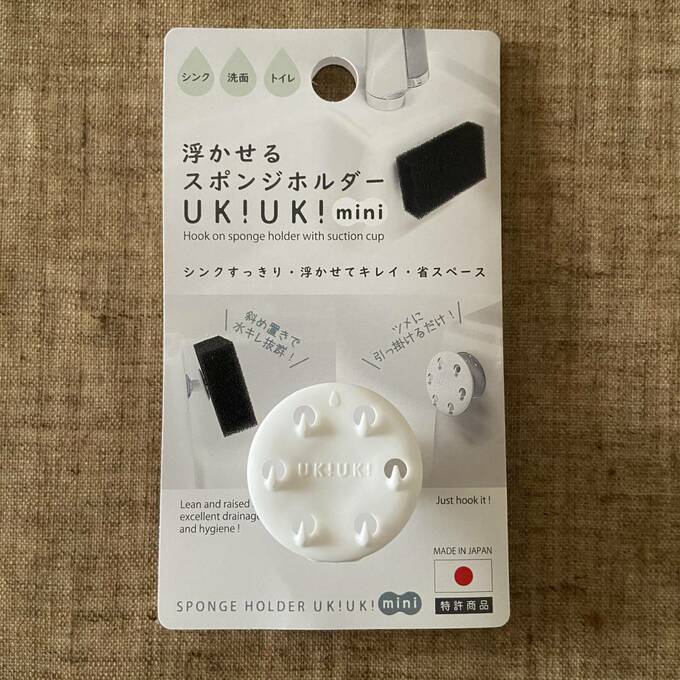 シンク
洗面
トイレ
浮かせる
スポンジホルダー
UK!UK! mini
Hook on sponge holder with suction cup
シンクすっきり・浮かせてキレイ・省スペース
斜め置きで
水キレ抜群！
ツメに
引っ掛けるだけ！
UK!UK!
Lean and raised
excellent drainag
and hygiene !
Just hook it !
MADE IN JAPAN
特許商品
SPONGE HOLDER UK!UK! mini